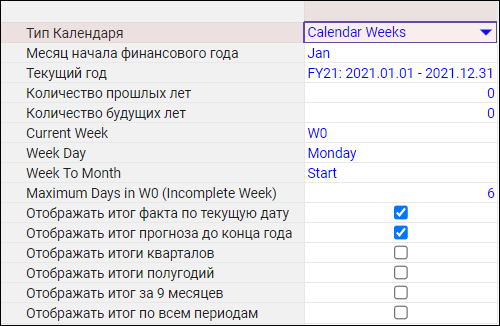 Тип Календаря Calendar Weeks
Месяц начала финансового года Jan
Текущий год FY21: 2021.01.01 - 2021.12.31
Количество прошлых лет 0
Количество будущих лет 0
Current Week W0
Week Day Monday
Week To Month Start
Maximum Days in W0 (Incomplete Week) 6
Отображать итог факта по текущую дату
Отображать итог прогноза до конца года
Отображать итоги кварталов
Отображать итоги полугодий
Отображать итог за 9 месяцев
Отображать итог по всем периодам